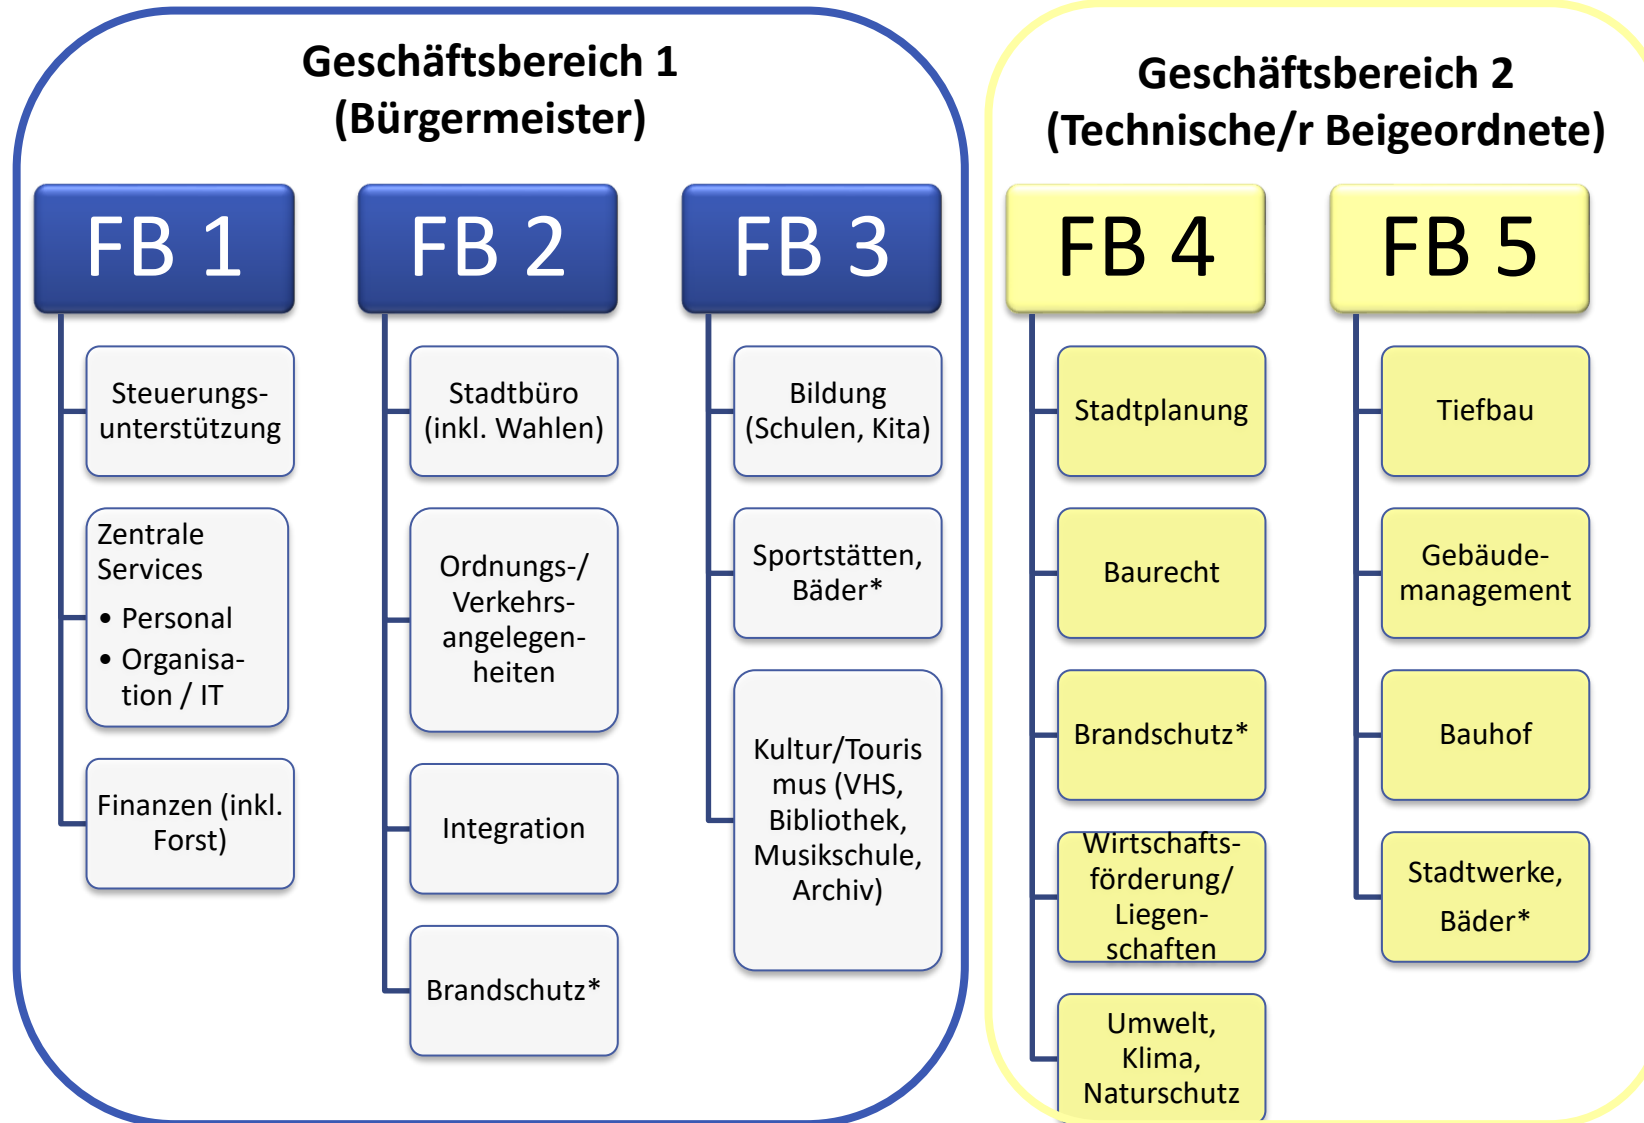 Geschäftsbereich 1
(Bürgermeister)
FB 1
Steuerungs-
unterstützung
Zentrale
Services
• Personal
• Organisa-
tion / IT
Finanzen (inkl.
Forst)
FB 2
Stadtbüro
(inkl. Wahlen)
Ordnungs-/
Verkehrs-
angelegen-
heiten
Integration
Brandschutz*
FB 3
Bildung
(Schulen, Kita)
Sportstätten,
Bäder*
Kultur/Touris
mus (VHS,
Bibliothek,
Musikschule,
Archiv)
Geschäftsbereich 2
(Technische/r Beigeordnete)
FB 4
Stadtplanung
Baurecht
Brandschutz*
Wirtschafts-
förderung/
Liegen-
schaften
Umwelt,
Klima,
Naturschutz
FB 5
Tiefbau
Gebäude-
management
Bauhof
Stadtwerke,
Bäder*